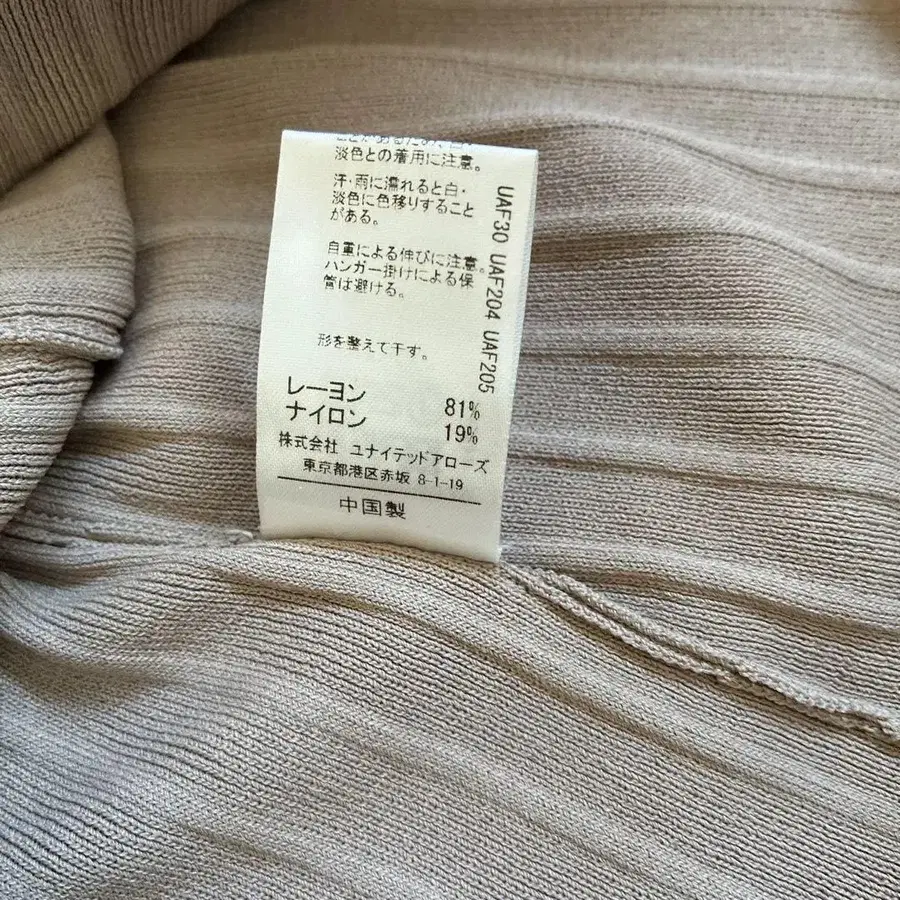 淡色との着用に注意。
汗・雨に濡れると白・
淡色に色移りすること
がある。
自重による伸びに注意。
ハンガー掛けによる保
管は避ける。
形を整えて干す。
レーヨン 81%
ナイロン 19%
株式会社 ユナイテッドアローズ
東京都港区赤坂 8-1-19
中国製
UAF30 UAF204 UAF205